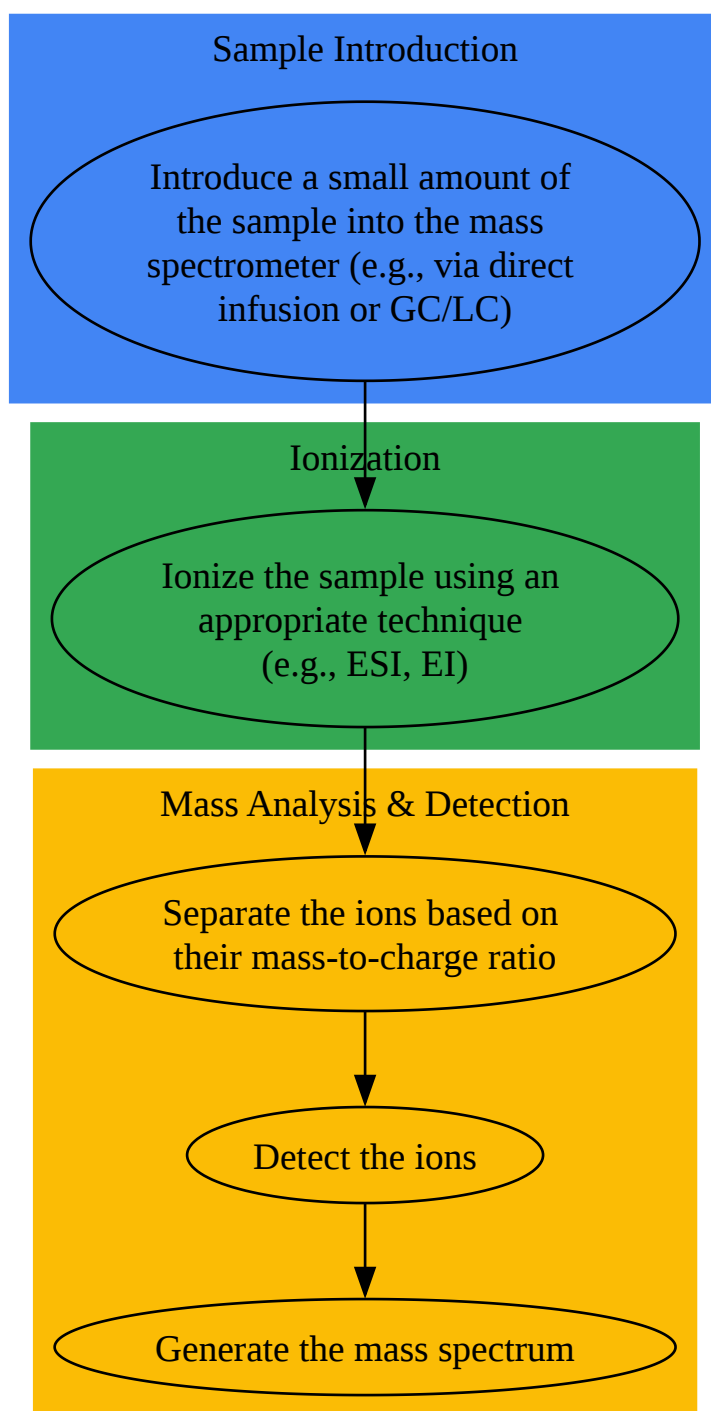 Sample Introduction
Introduce a small amount of
the sample into the mass
spectrometer (e.g., via direct
infusion or GC/LC)
Ionization
Ionize the sample using an
appropriate technique
(e.g., ESI, EI)
Mass Analysis & Detection
Separate the ions based on
their mass-to-charge ratio
Detect the ions
Generate the mass spectrum